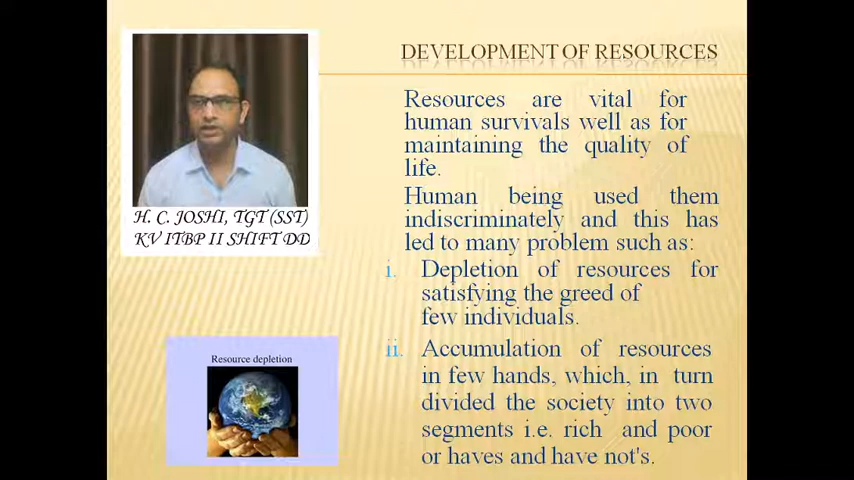 DEVELOPMENT OF RESOURCES
Resources are vital for
human survivals well as for
maintaining the quality of
life.
Human being used them
indiscriminately and this has
led to many problem such as:
i. Depletion of resources for
satisfying the greed of
few individuals.
ii. Accumulation of resources
in few hands, which, in turn
divided the society into two
segments i.e. rich and poor
or haves and have not's.
H. C. JOSHI, TGT (SST)
KV ITBP II SHIFT DD
Resource depletion